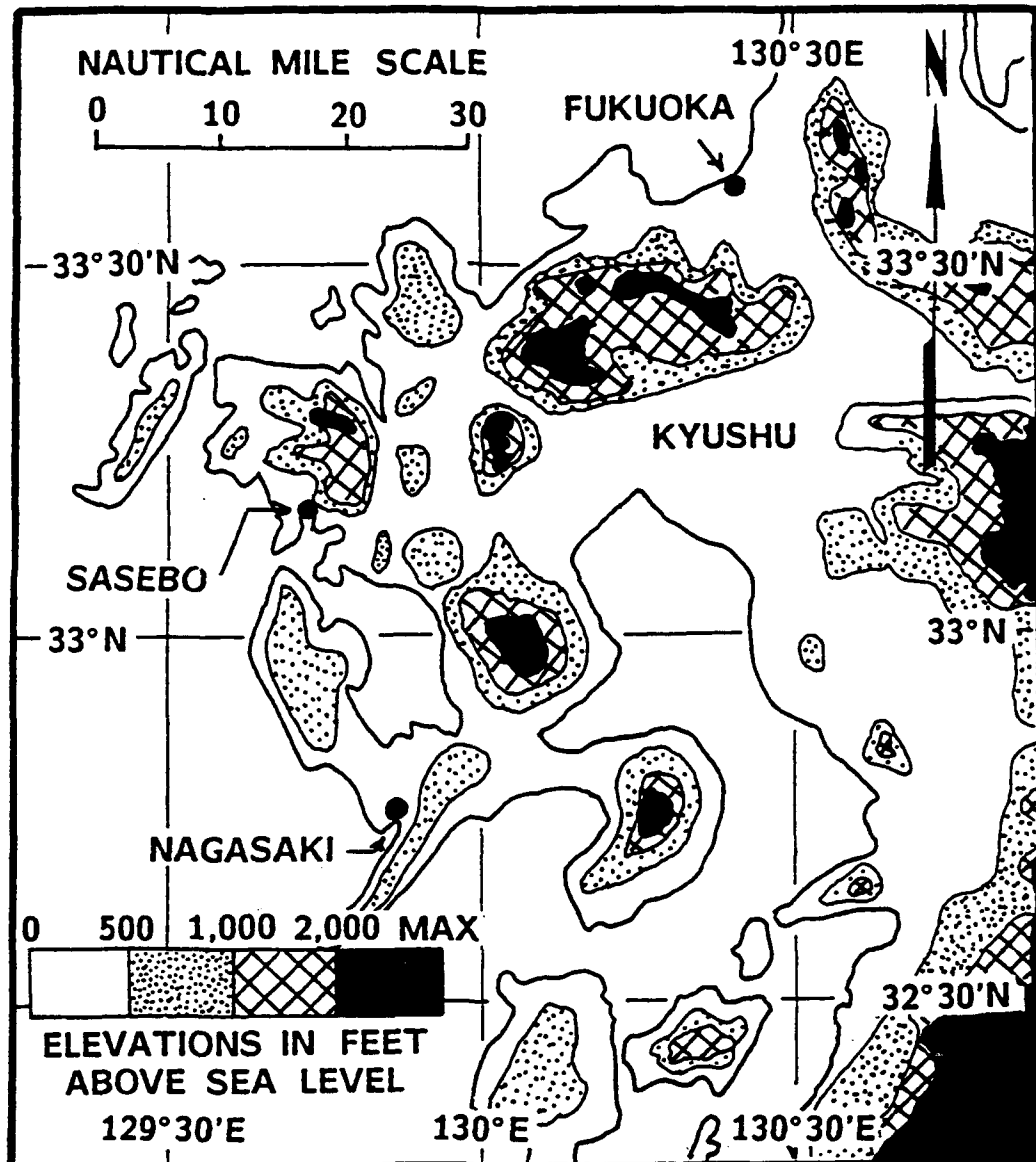 NAUTICAL MILE SCALE
0 10 20 30
130°30E
N
FUKUOKA
33°30'N
33°30'N
KYUSHU
SASEBO
33°N
33°N
NAGASAKI
0 500 1,000 2,000 MAX
32°30'N
ELEVATIONS IN FEET
ABOVE SEA LEVEL
129°30'E
130°E
130°30'E